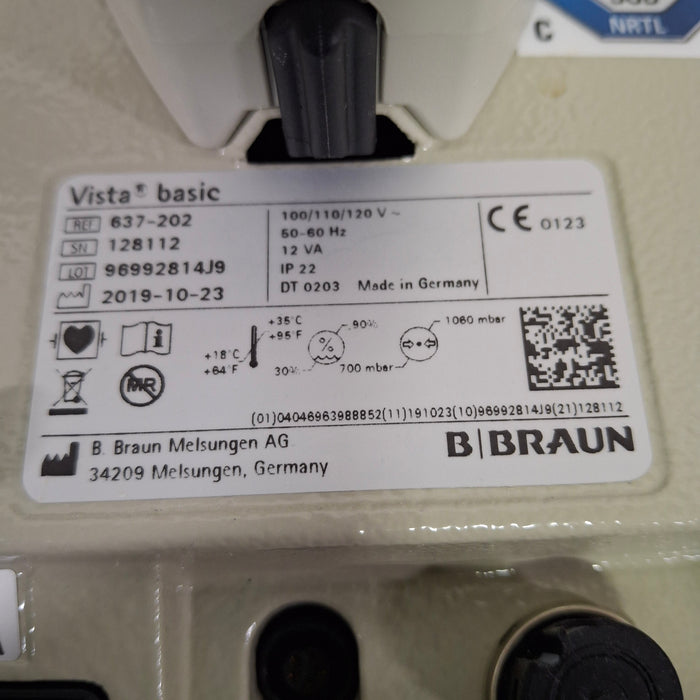 NRTL
C
Vista® basic
REF 637-202
SN 128112
LOT 96992814J9
2019-10-23
100/110/120 V ~
50-60 Hz
12 VA
IP 22
DT 0203 Made in Germany
CE 0123
+35°C
+95°F
+18°C
+64°F
%
90%
30%
1060 mbar
700 mbar
MR
(01)04046963988852(11)191023(10)96992814J9(21)128112
B. Braun Melsungen AG
34209 Melsungen, Germany
B|BRAUN